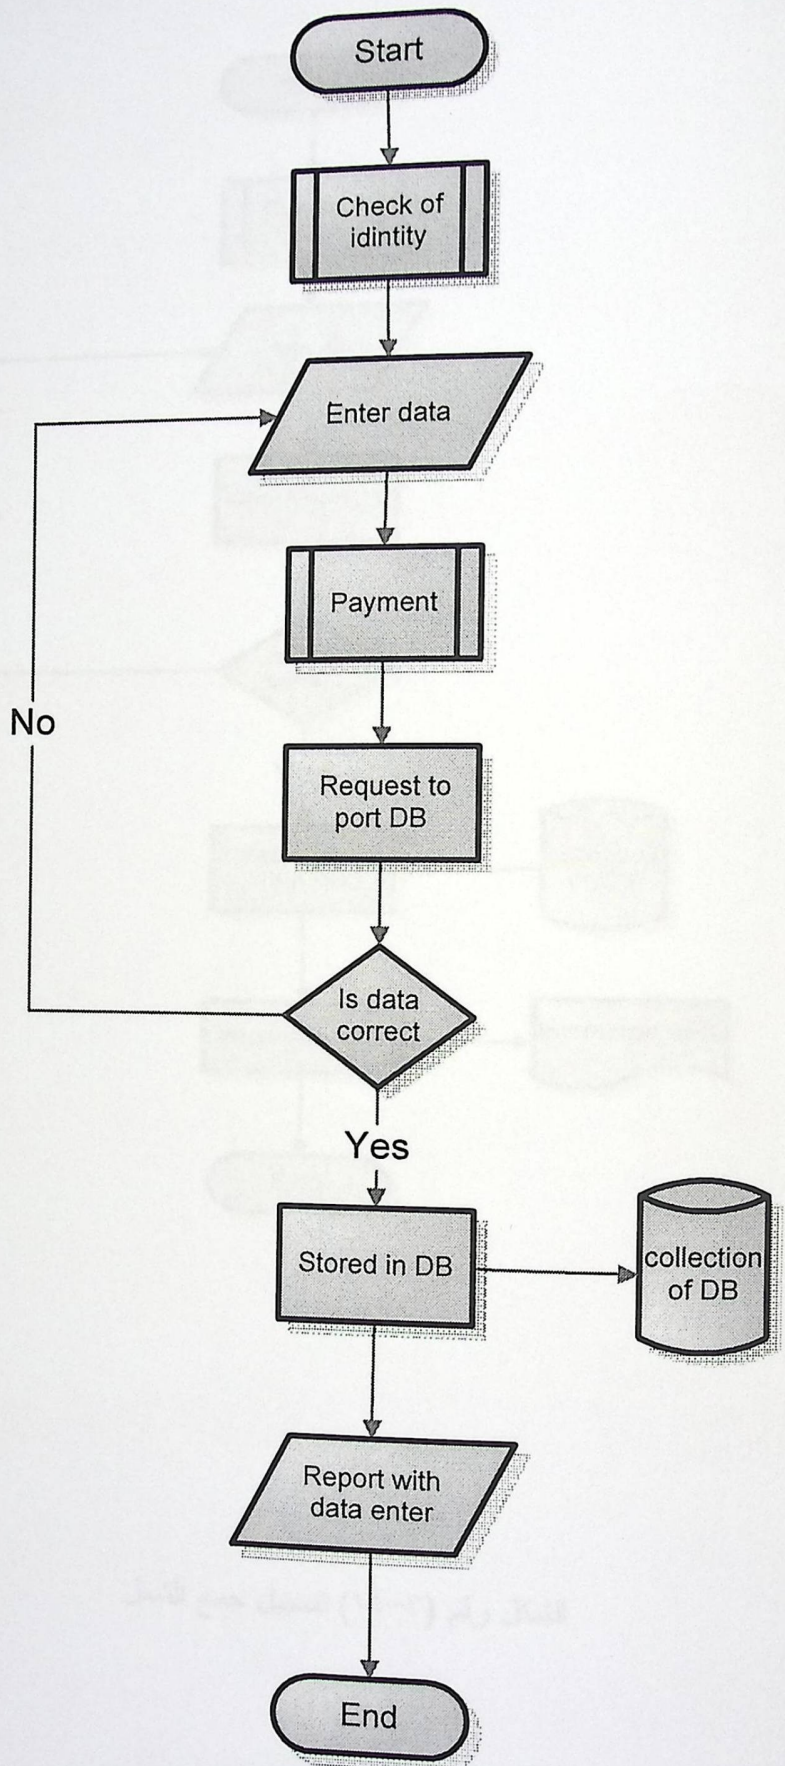 Start
Check of
idintity
Enter data
Payment
No
Request to
port DB
Is data
correct
Yes
Stored in DB
collection
of DB
Report with
data enter
End